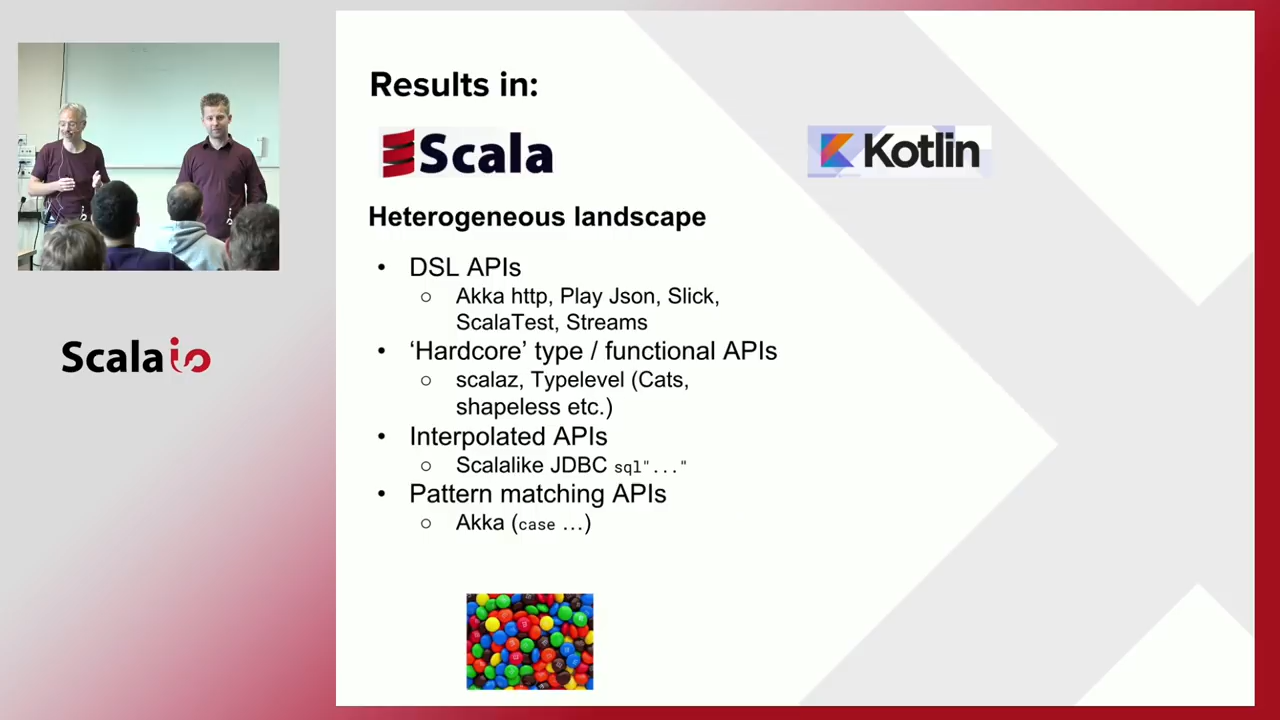 Results in:
Scala
Kotlin
Heterogeneous landscape
• DSL APIs
○ Akka http, Play Json, Slick,
ScalaTest, Streams
• ‘Hardcore’ type / functional APIs
○ scalaz, Typelevel (Cats,
shapeless etc.)
• Interpolated APIs
○ Scalalike JDBC sql"..."
• Pattern matching APIs
○ Akka (case …)
Scala io